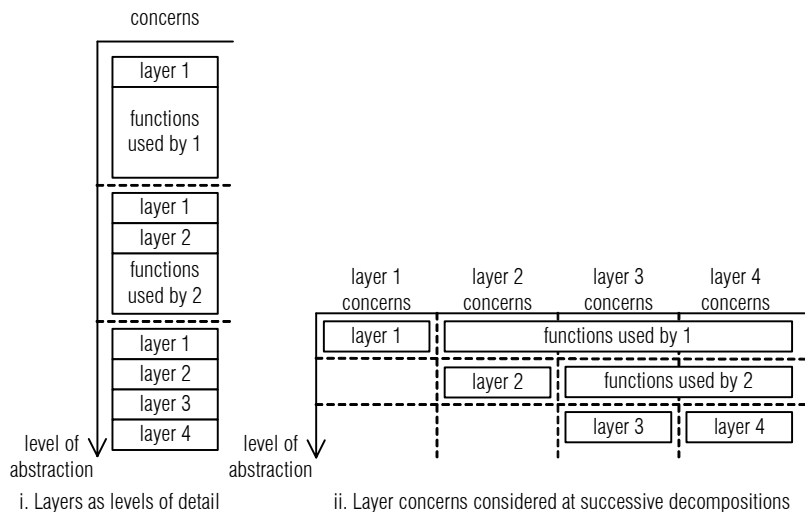 concerns
layer 1
functions
used by 1
layer 1
layer 2
functions
used by 2
layer 1
layer 2
layer 3
layer 4
level of
abstraction
i. Layers as levels of detail
layer 1
concerns
layer 2
concerns
layer 3
concerns
layer 4
concerns
layer 1
functions used by 1
layer 2
functions used by 2
layer 3
layer 4
level of
abstraction
ii. Layer concerns considered at successive decompositions